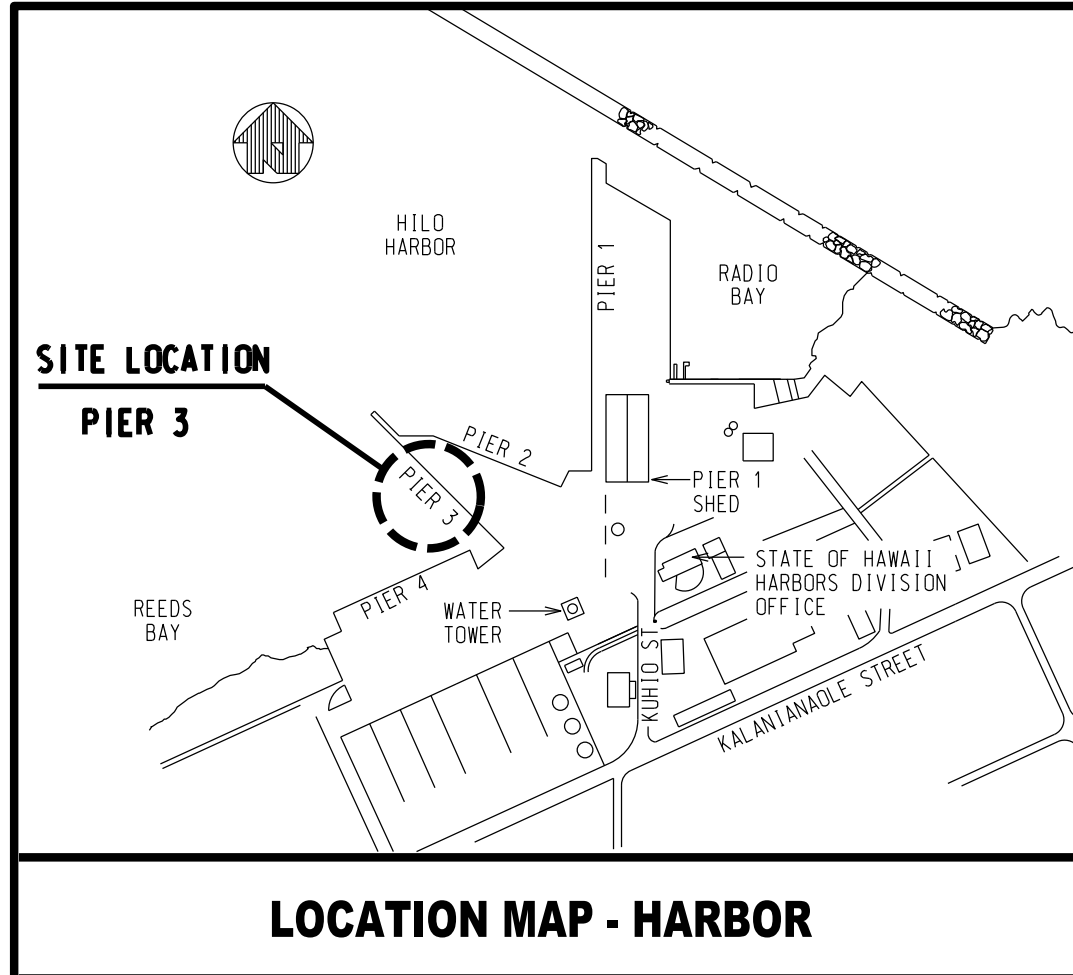 N
HILO
HARBOR
PIER 1
RADIO
BAY
SITE LOCATION
PIER 3
PIER 2
PIER 3
PIER 1
SHED
STATE OF HAWAII
HARBORS DIVISION
OFFICE
PIER 4
REEDS
BAY
WATER
TOWER
KUHIO ST
KALANIANAOLE STREET
LOCATION MAP - HARBOR